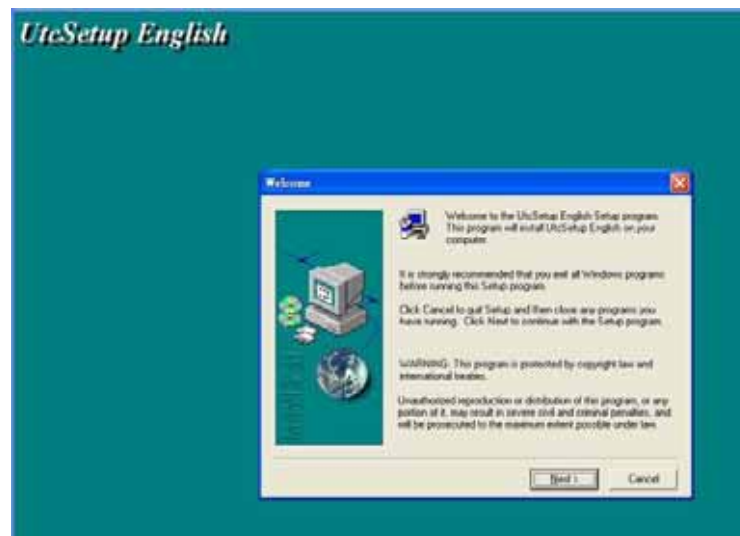 UtcSetup English
Welcome
Welcome to the UtcSetup English Setup program.
This program will install UtcSetup English on your
computer.
It is strongly recommended that you exit all Windows programs
before running this Setup program.
Click Cancel to quit Setup and then close any programs you
have running. Click Next to continue with the Setup program.
WARNING: This program is protected by copyright law and
international treaties.
Unauthorized reproduction or distribution of this program, or any
portion of it, may result in severe civil and criminal penalties, and
will be prosecuted to the maximum extent possible under law.
Next >
Cancel